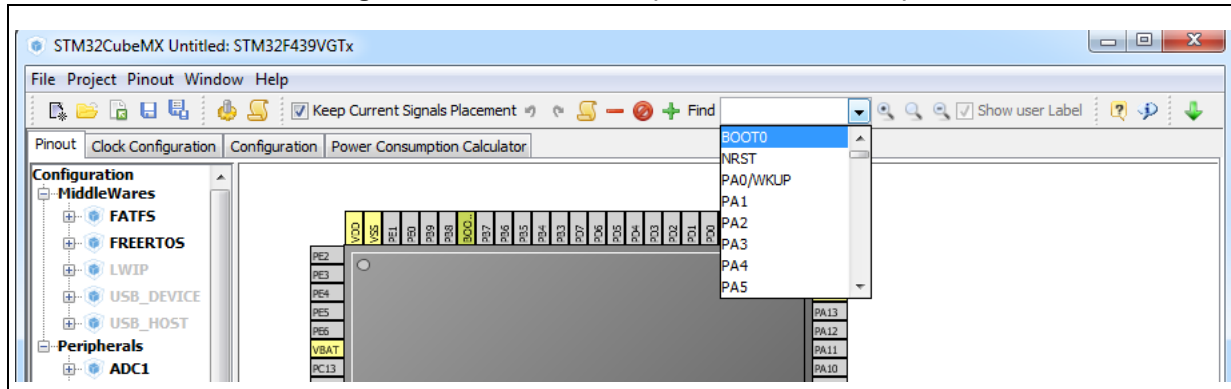 STM32CubeMX Untitled: STM32F439VGTx
File Project Pinout Window Help
Keep Current Signals Placement Find Show user Label
Pinout Clock Configuration Configuration Power Consumption Calculator
Configuration
MiddleWares
FATFS
FREERTOS
LWIP
USB_DEVICE
USB_HOST
Peripherals
ADC1
BOOT0
NRST
PA0/WKUP
PA1
PA2
PA3
PA4
PA5
VDD VSS PE1 PE0 PB9 PB8 BOO.. PB7 PB6 PB5 PB4 PB3 PD7 PD6 PD5 PD4 PD3 PD2 PD1 PD0
PE2
PE3
PE4
PE5
PE6
VBAT
PC13
PA13
PA12
PA11
PA10